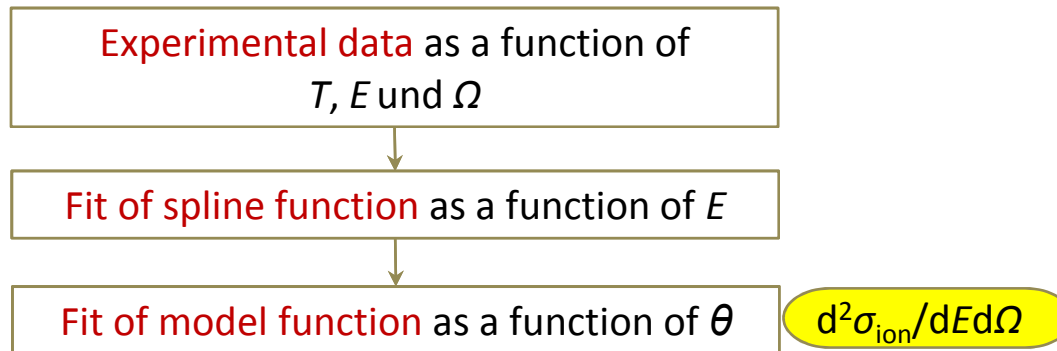 Experimental data as a function of
T, E und Ω
Fit of spline function as a function of E
Fit of model function as a function of θ
d²σ_ion/dEdΩ